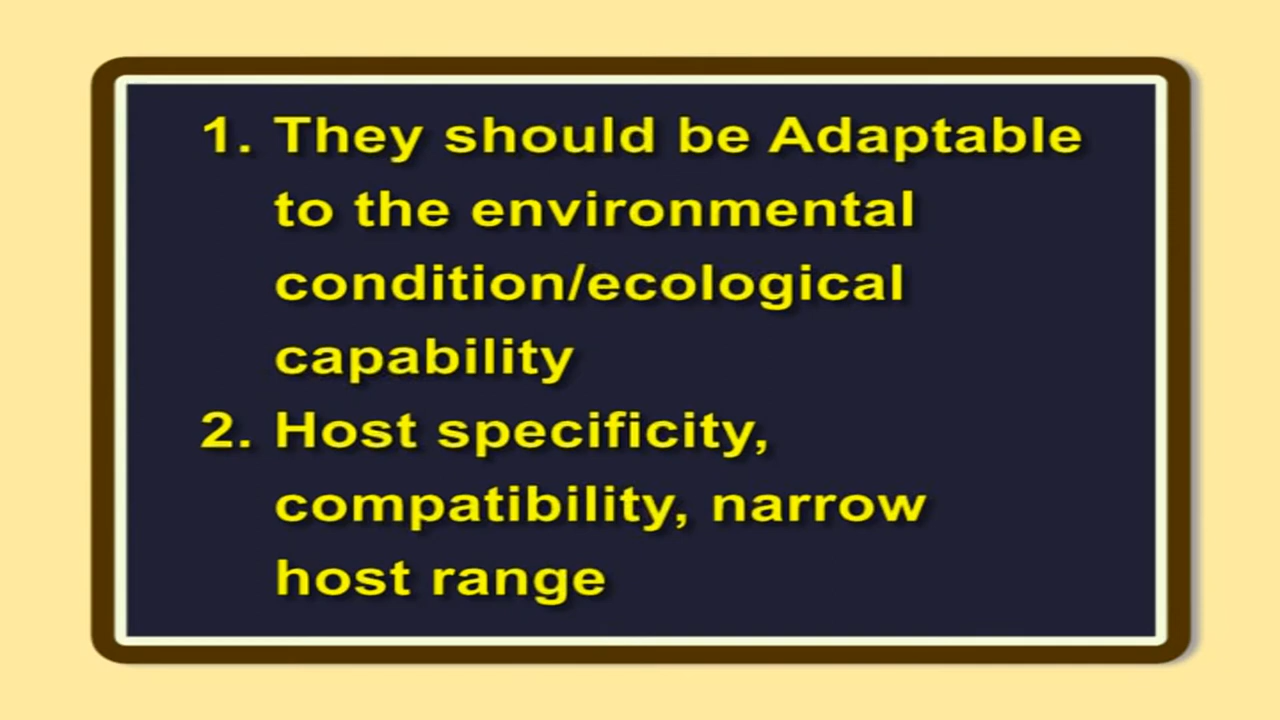 1. They should be Adaptable
to the environmental
condition/ecological
capability
2. Host specificity,
compatibility, narrow
host range